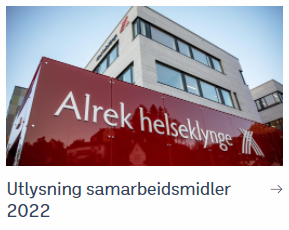 Alrek helseklynge
Utlysning samarbeidsmidler
2022